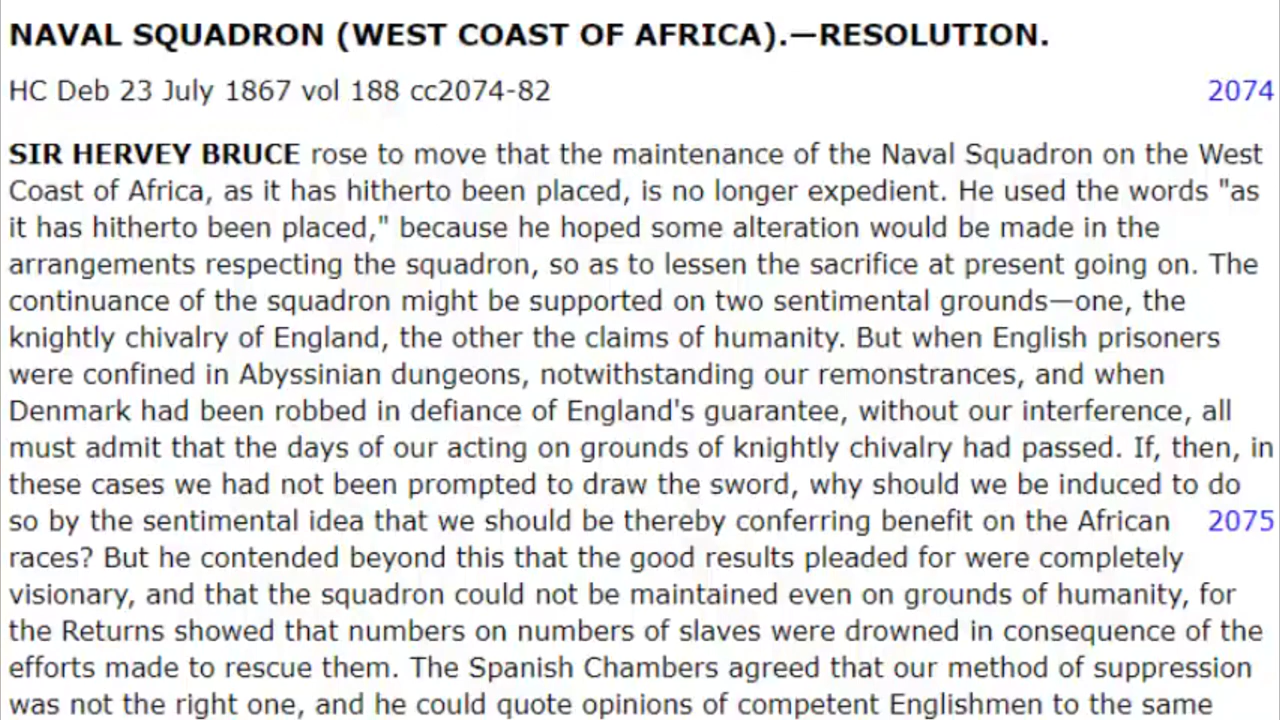 NAVAL SQUADRON (WEST COAST OF AFRICA).—RESOLUTION.
HC Deb 23 July 1867 vol 188 cc2074-82 2074
SIR HERVEY BRUCE rose to move that the maintenance of the Naval Squadron on the West
Coast of Africa, as it has hitherto been placed, is no longer expedient. He used the words "as
it has hitherto been placed," because he hoped some alteration would be made in the
arrangements respecting the squadron, so as to lessen the sacrifice at present going on. The
continuance of the squadron might be supported on two sentimental grounds—one, the
knightly chivalry of England, the other the claims of humanity. But when English prisoners
were confined in Abyssinian dungeons, notwithstanding our remonstrances, and when
Denmark had been robbed in defiance of England's guarantee, without our interference, all
must admit that the days of our acting on grounds of knightly chivalry had passed. If, then, in
these cases we had not been prompted to draw the sword, why should we be induced to do
so by the sentimental idea that we should be thereby conferring benefit on the African 2075
races? But he contended beyond this that the good results pleaded for were completely
visionary, and that the squadron could not be maintained even on grounds of humanity, for
the Returns showed that numbers on numbers of slaves were drowned in consequence of the
efforts made to rescue them. The Spanish Chambers agreed that our method of suppression
was not the right one, and he could quote opinions of competent Englishmen to the same